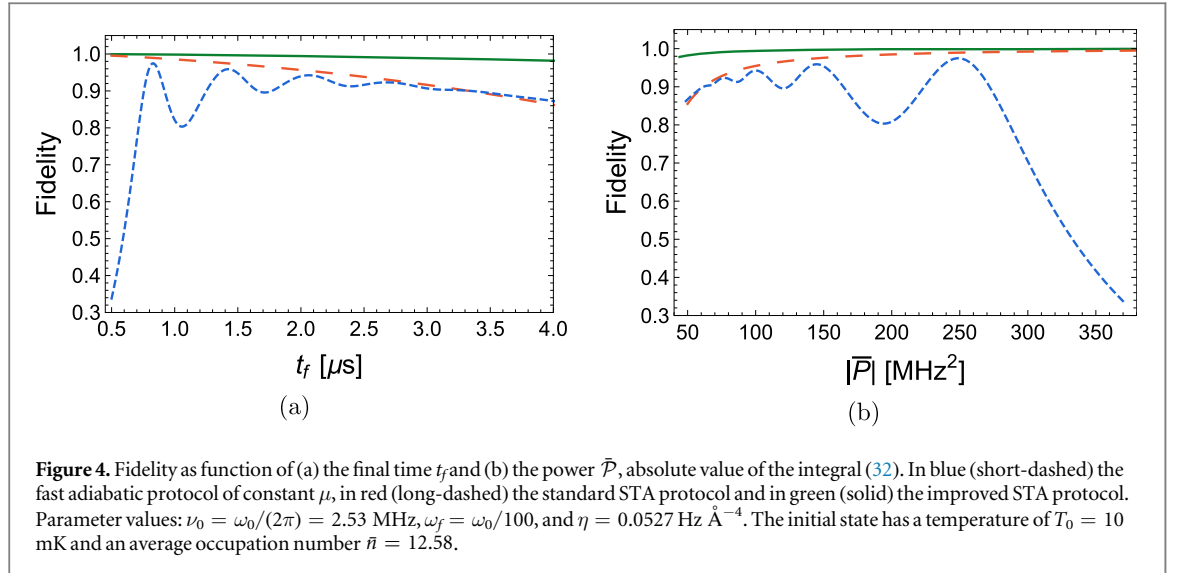 1.0
0.9
0.8
0.7
0.6
0.5
0.4
0.3
Fidelity
0.5 1.0 1.5 2.0 2.5 3.0 3.5 4.0
t_f [μs]
(a)
1.0
0.9
0.8
0.7
0.6
0.5
0.4
0.3
Fidelity
50 100 150 200 250 300 350
|P̅| [MHz²]
(b)
Figure 4. Fidelity as function of (a) the final time t_f and (b) the power 𝒫̄, absolute value of the integral (32). In blue (short-dashed) the
fast adiabatic protocol of constant μ, in red (long-dashed) the standard STA protocol and in green (solid) the improved STA protocol.
Parameter values: ν₀ = ω₀/(2π) = 2.53 MHz, ω_f = ω₀/100, and η = 0.0527 Hz Å⁻⁴. The initial state has a temperature of T₀ = 10
mK and an average occupation number n̄ = 12.58.